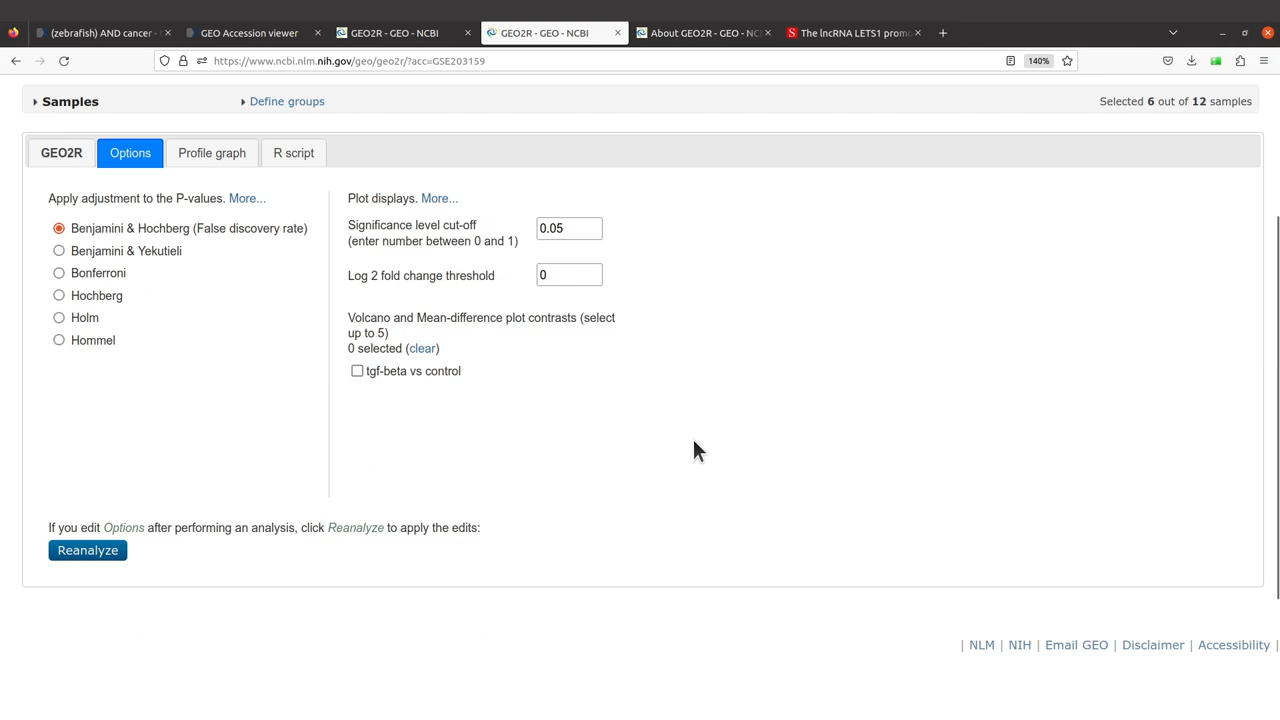 (zebrafish) AND cancer - 
GEO Accession viewer
GEO2R - GEO - NCBI
GEO2R - GEO - NCBI
About GEO2R - GEO - NC
The lncRNA LETS1 promo
https://www.ncbi.nlm.nih.gov/geo/geo2r/?acc=GSE203159
140%
Samples
Define groups
Selected 6 out of 12 samples
GEO2R
Options
Profile graph
R script
Apply adjustment to the P-values. More...
Benjamini & Hochberg (False discovery rate)
Benjamini & Yekutieli
Bonferroni
Hochberg
Holm
Hommel
Plot displays. More...
Significance level cut-off
(enter number between 0 and 1)
0.05
Log 2 fold change threshold
0
Volcano and Mean-difference plot contrasts (select
up to 5)
0 selected (clear)
tgf-beta vs control
If you edit Options after performing an analysis, click Reanalyze to apply the edits:
Reanalyze
| NLM | NIH | Email GEO | Disclaimer | Accessibility |